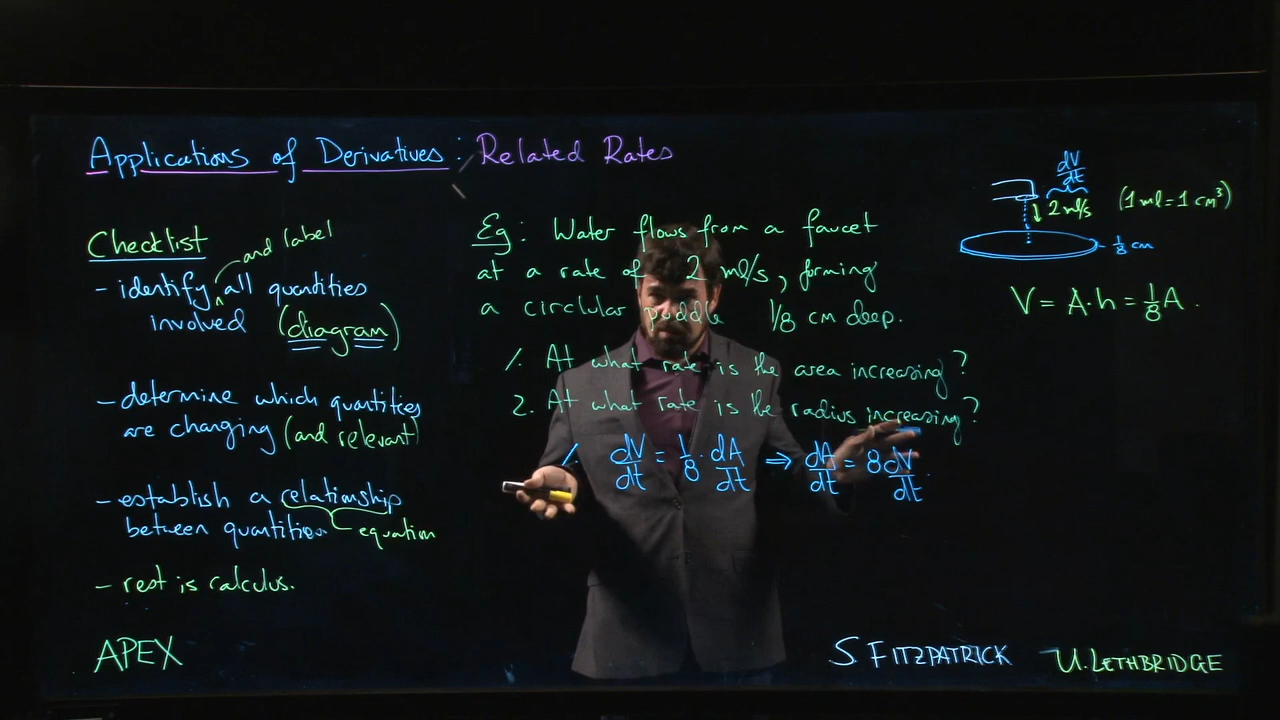 Applications of Derivatives: Related Rates
Checklist
and label
- identify all quantities
involved (diagram)
- determine which quantites
are changing (and relevant)
- establish a relationship
between quantities
equation
- rest is calculus.
APEX
Eg: Water flows from a faucet
at a rate of 2 ml/s, forming
a circlular puddle 1/8 cm deep.
1. At what rate is the area increasing?
2. At what rate is the radius increasing?
1. dV/dt = 1/8 · dA/dt ⇒ dA/dt = 8 dV/dt.
dV/dt
2 ml/s (1 ml = 1 cm³)
1/8 cm
V = A·h = 1/8 A.
S. FITZPATRICK
U. LETHBRIDGE